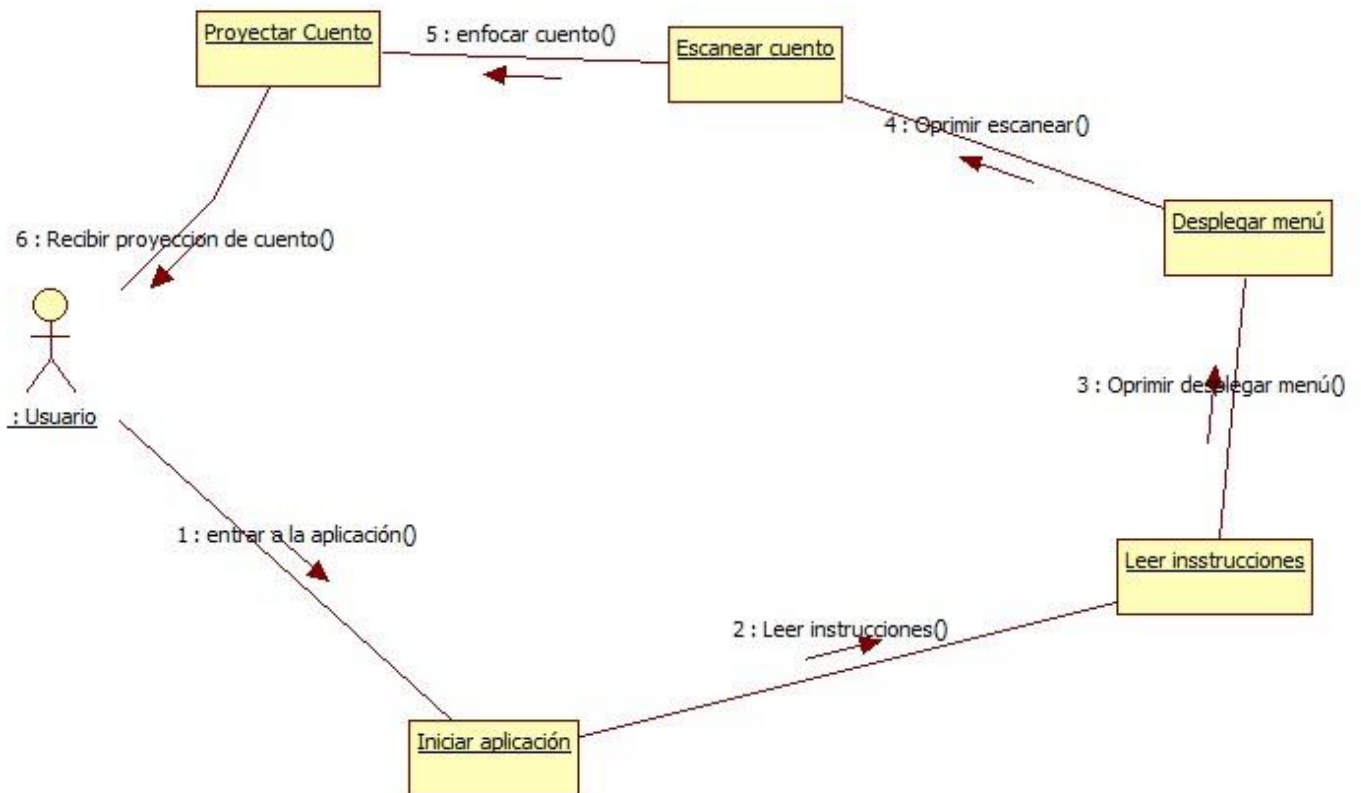 Proyectar Cuento
5 : enfocar cuento()
Escanear cuento
4 : Oprimir escanear()
Desplegar menú
6 : Recibir proyeccion de cuento()
3 : Oprimir desplegar menú()
: Usuario
1 : entrar a la aplicación()
Leer insstrucciones
2 : Leer instrucciones()
Iniciar aplicación